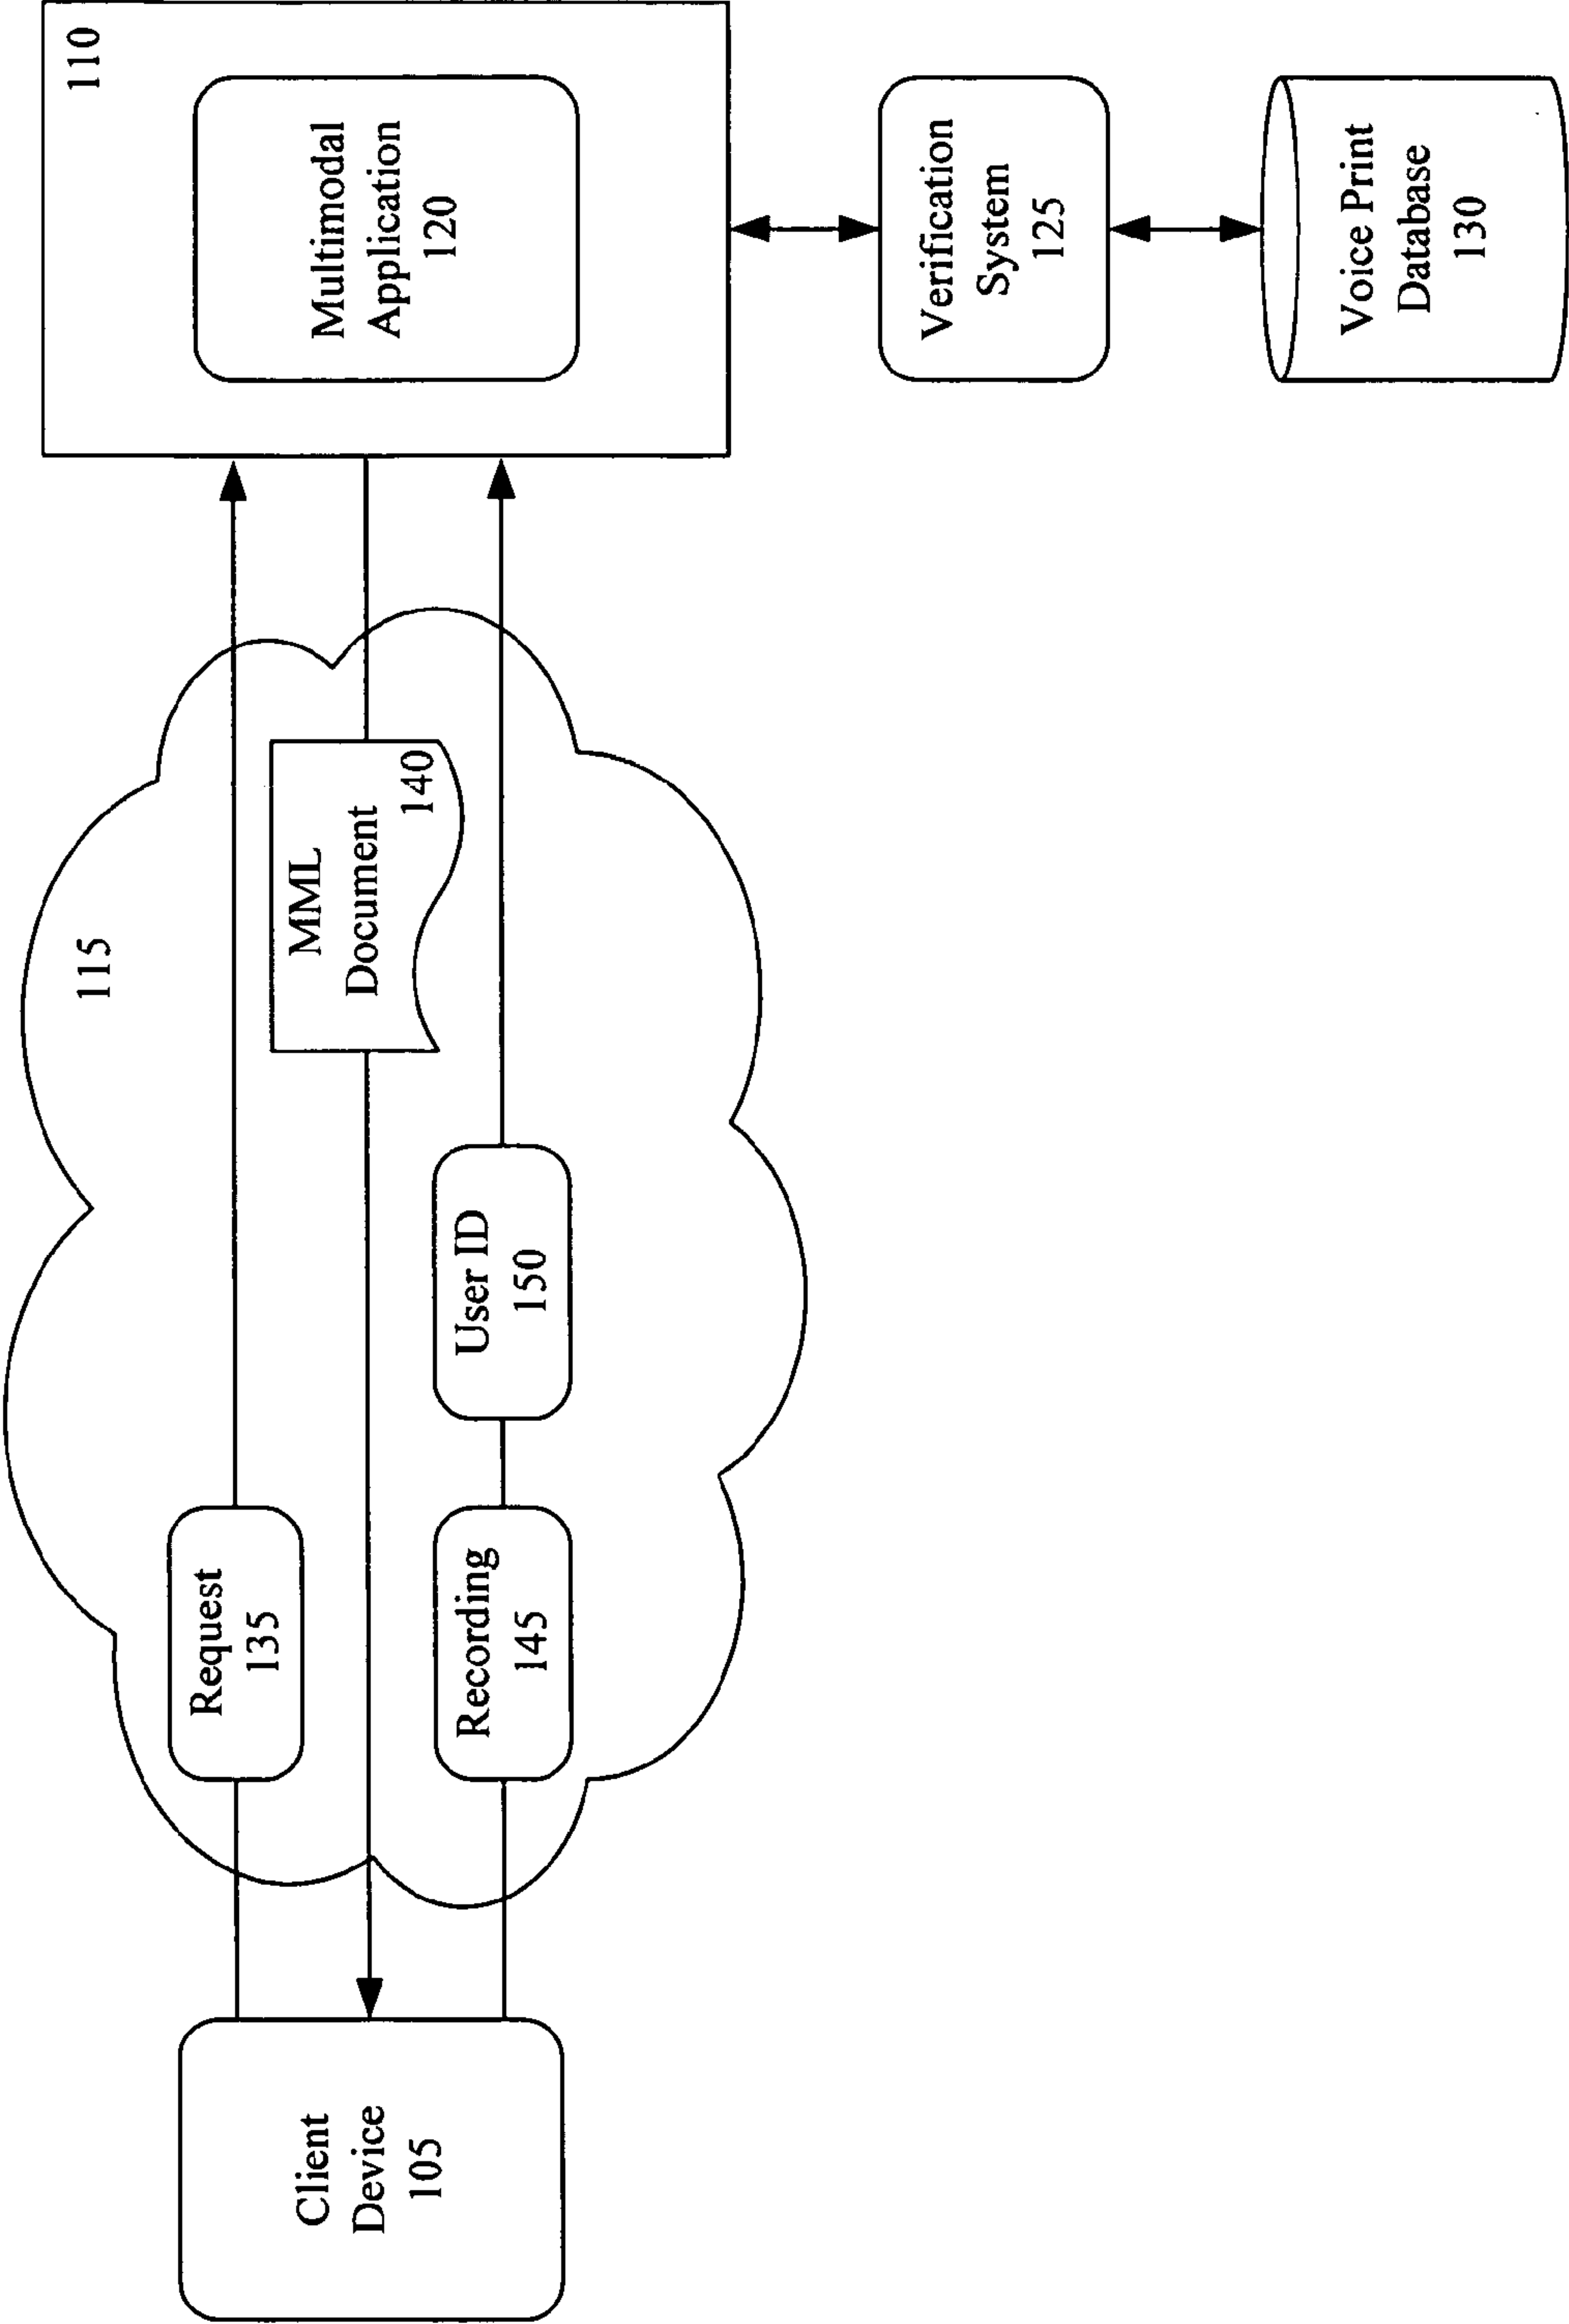 110
Multimodal
Application
120
115
Request
135
MML
Document
140
Client
Device
105
Recording
145
User ID
150
Verification
System
125
Voice Print
Database
130